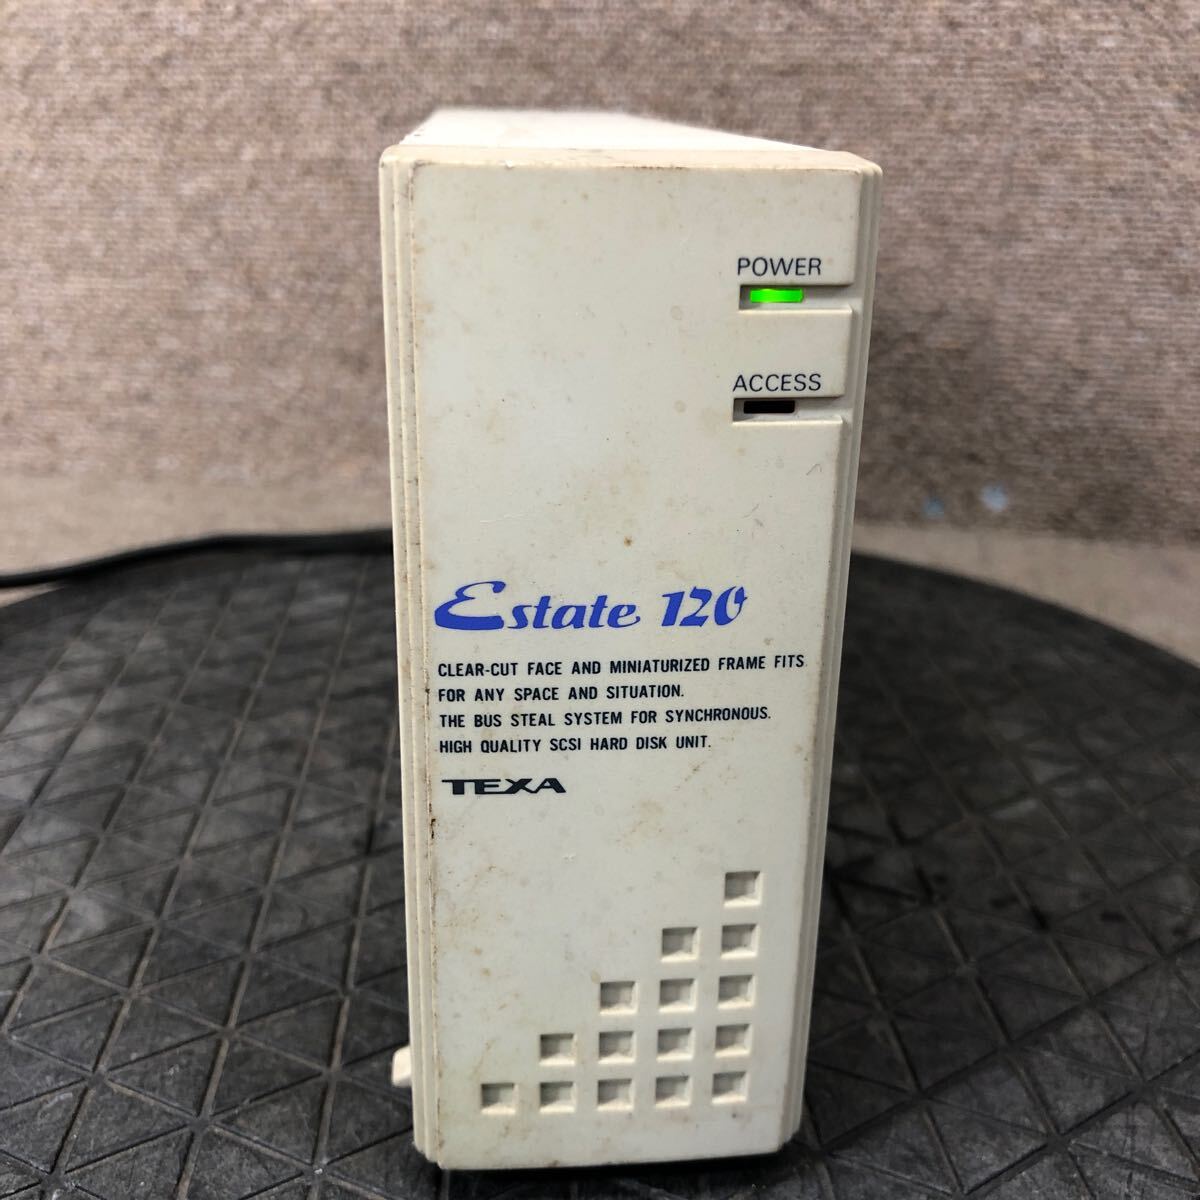 POWER
ACCESS
Estate 120
CLEAR-CUT FACE AND MINIATURIZED FRAME FITS
FOR ANY SPACE AND SITUATION.
THE BUS STEAL SYSTEM FOR SYNCHRONOUS.
HIGH QUALITY SCSI HARD DISK UNIT.
TEXA